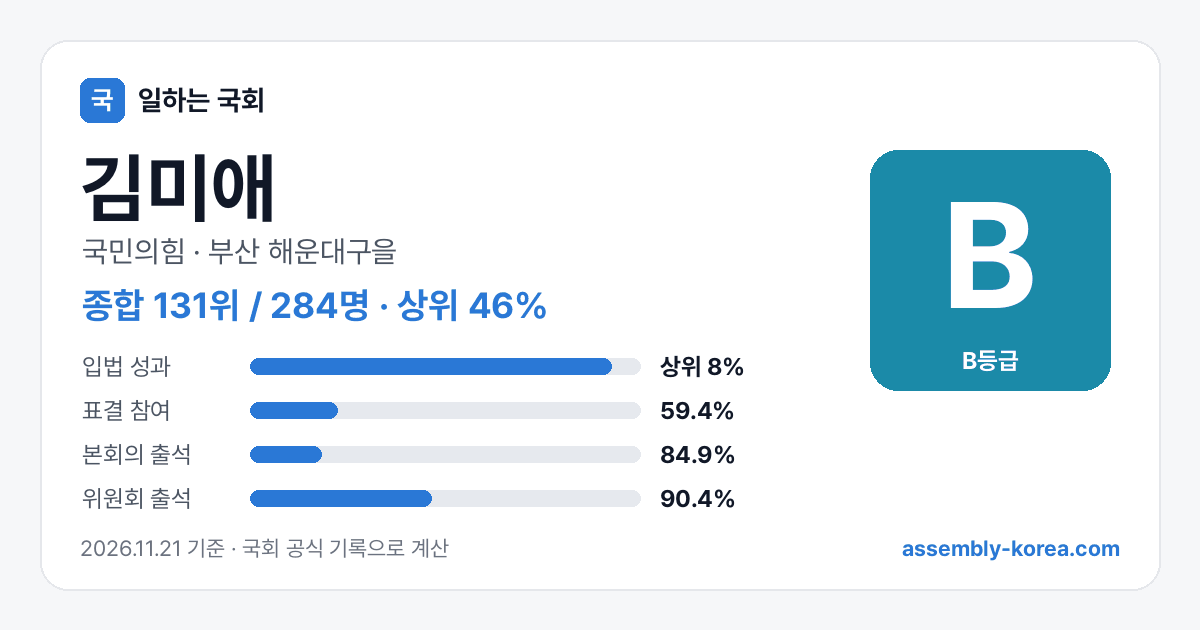 국 일하는 국회
김미애
국민의힘 · 부산 해운대구을
종합 131위 / 284명 · 상위 46%
B
B등급
입법 성과 상위 8%
표결 참여 59.4%
본회의 출석 84.9%
위원회 출석 90.4%
2026.11.21 기준 · 국회 공식 기록으로 계산
assembly-korea.com